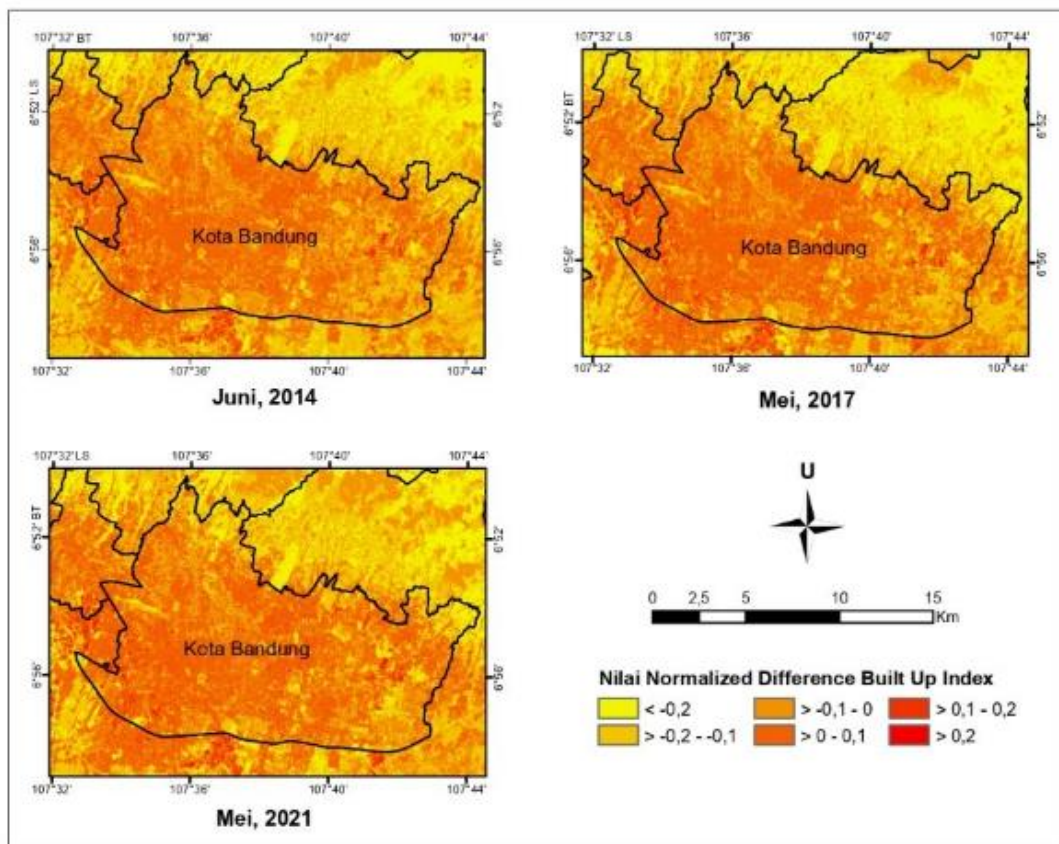 107°32' BT 107°36' 107°40' 107°44'
6°52' LS 6°52'
Kota Bandung
6°56' 6°56'
107°32' 107°36' 107°40' 107°44'
Juni, 2014
107°32' LS 107°36' 107°40' 107°44'
6°52' BT 6°52'
Kota Bandung
6°56' 6°56'
107°32' 107°36' 107°40' 107°44'
Mei, 2017
107°32' LS 107°36' 107°40' 107°44'
6°52' BT 6°52'
Kota Bandung
6°56' 6°56'
107°32' 107°36' 107°40' 107°44'
Mei, 2021
U
0 2,5 5 10 15
Km
Nilai Normalized Difference Built Up Index
< -0,2 > -0,1 - 0 > 0,1 - 0,2
> -0,2 - -0,1 > 0 - 0,1 > 0,2